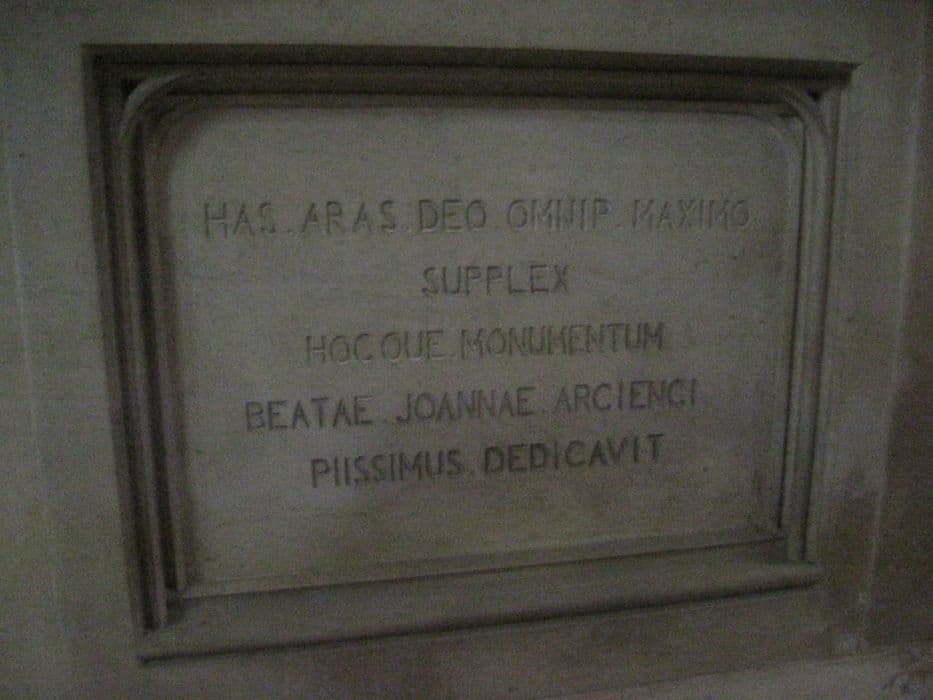 HAS. ARAS. DEO. OMNIP. MAXIMO
SUPPLEX
HOCQUE. MONUMENTUM
BEATAE. JOANNAE. ARCIENCI
PIISSIMUS. DEDICAVIT